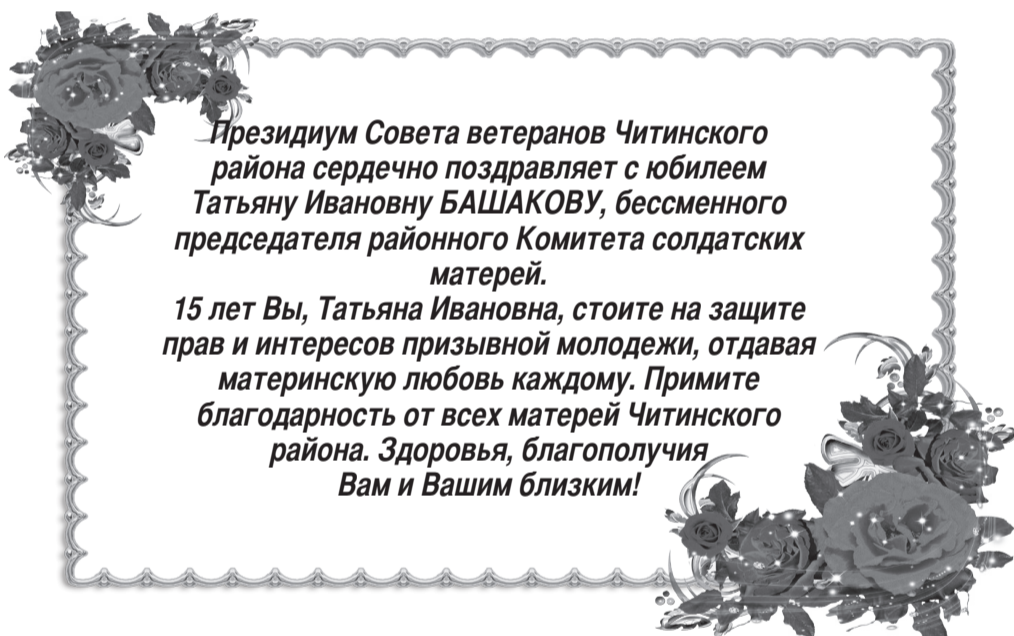 Президиум Совета ветеранов Читинского
района сердечно поздравляет с юбилеем
Татьяну Ивановну БАШАКОВУ, бессменного
председателя районного Комитета солдатских
матерей.
15 лет Вы, Татьяна Ивановна, стоите на защите
прав и интересов призывной молодежи, отдавая
материнскую любовь каждому. Примите
благодарность от всех матерей Читинского
района. Здоровья, благополучия
Вам и Вашим близким!